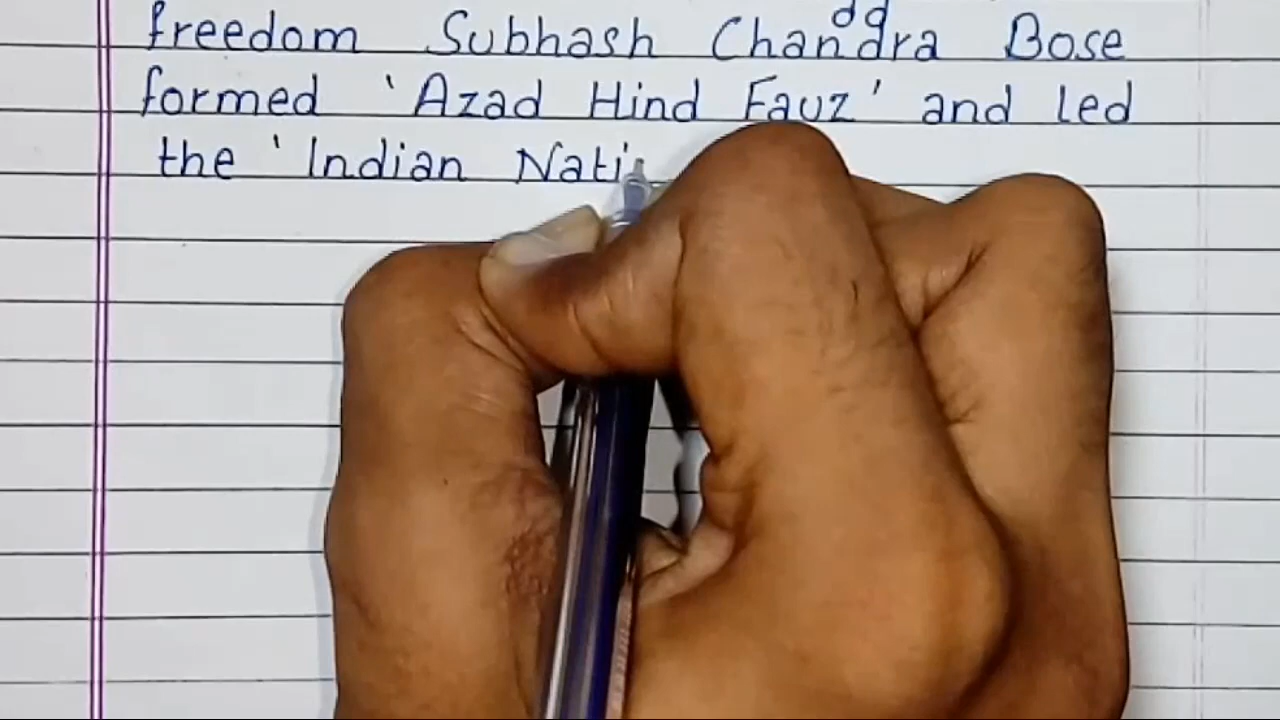 freedom Subhash Chandra Bose
formed 'Azad Hind Fauz' and led
the 'Indian Nati